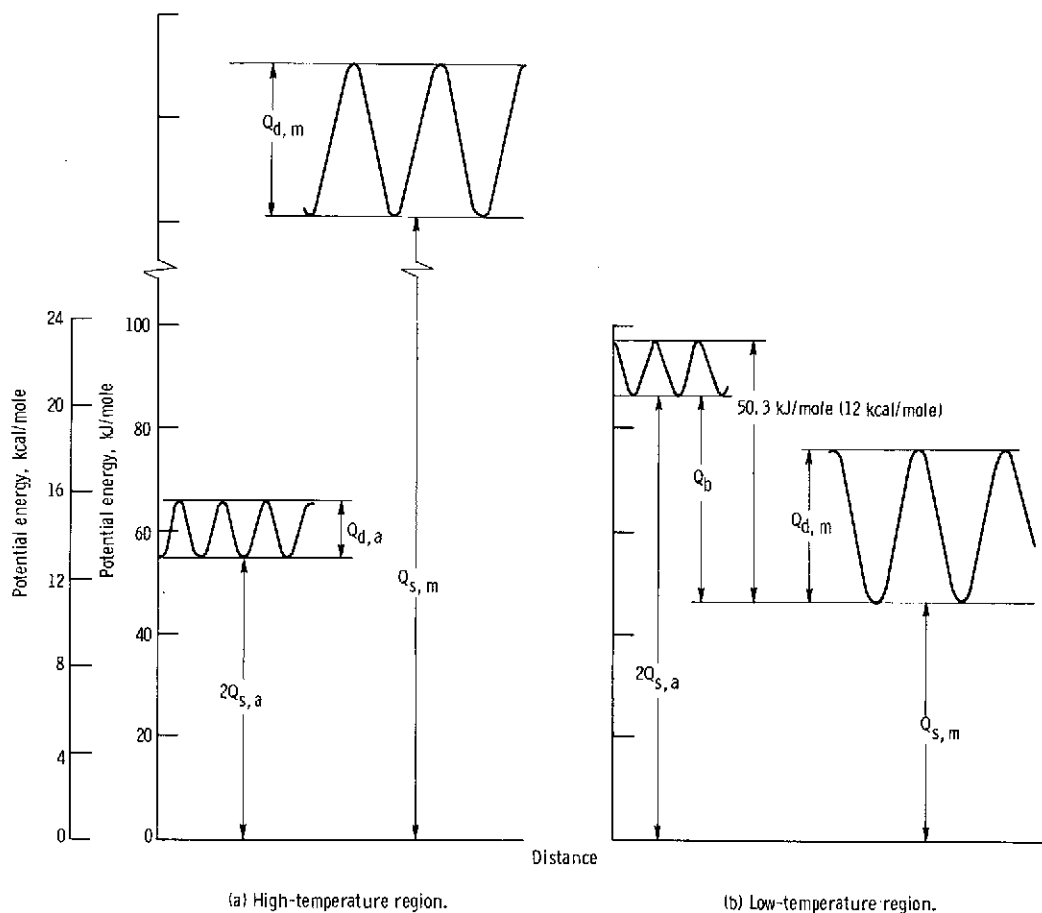 Q_d, m
24
100
20
80
50. 3 kJ/mole (12 kcal/mole)
Potential energy, kcal/mole
Potential energy, kJ/mole
16
Q_b
Q_d, m
60
Q_d, a
12
Q_s, m
40
8
2Q_s, a
2Q_s, a
Q_s, m
20
4
0
0
Distance
(a) High-temperature region.
(b) Low-temperature region.